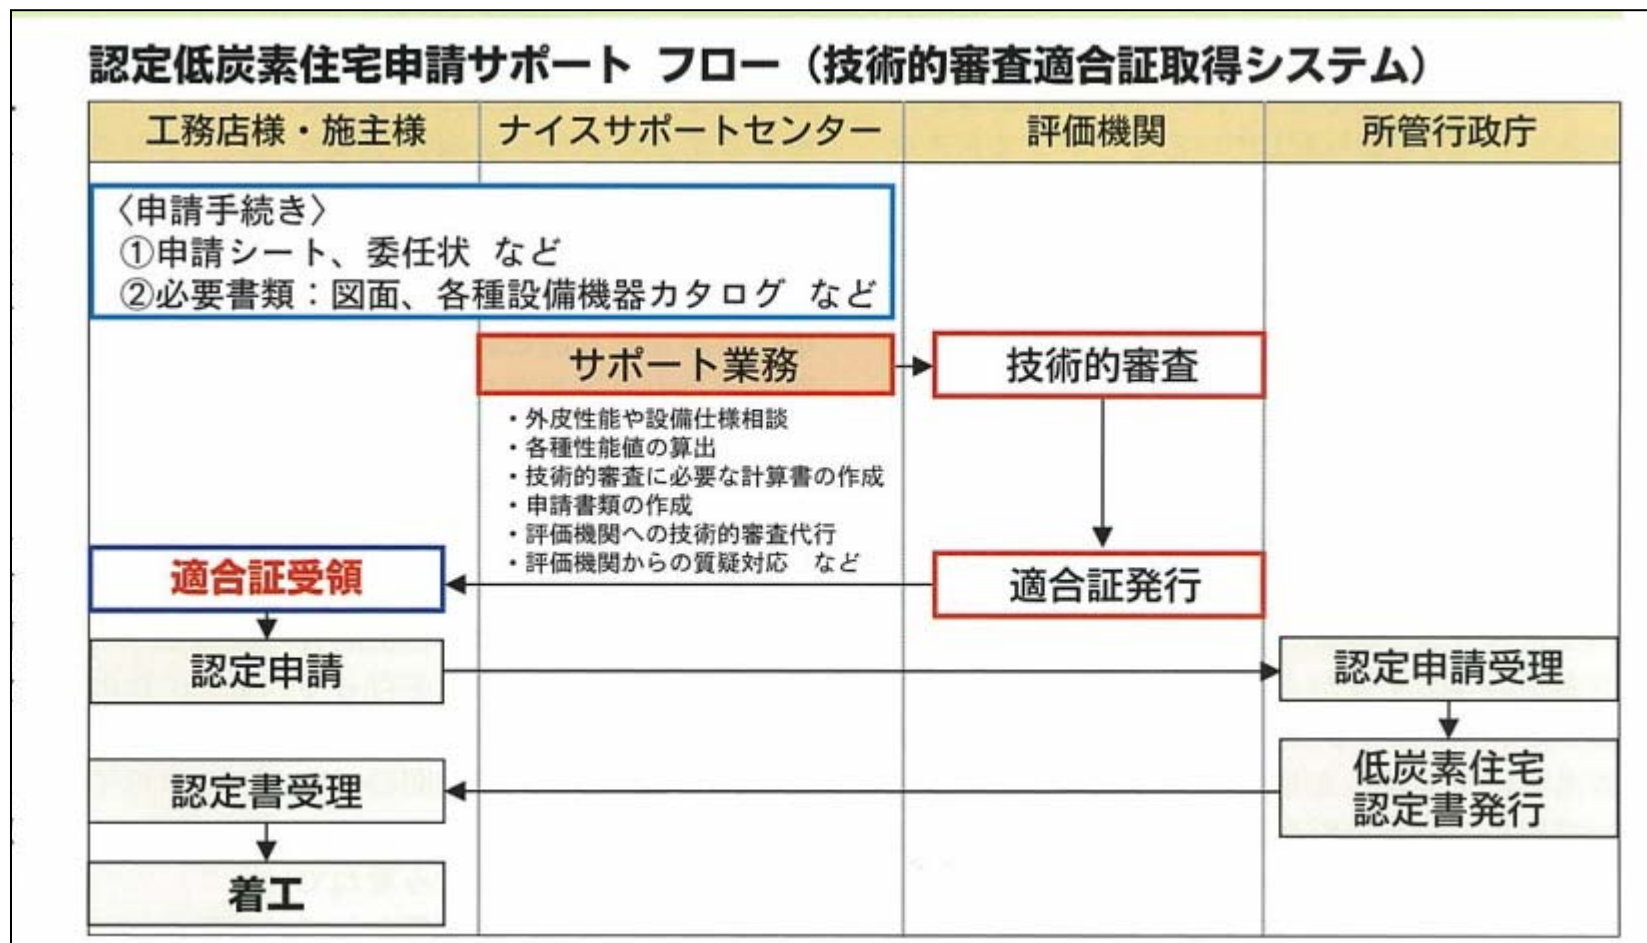 認定低炭素住宅申請サポート フロー（技術的審査適合証取得システム）
工務店様・施主様
ナイスサポートセンター
評価機関
所管行政庁
〈申請手続き〉
①申請シート、委任状 など
②必要書類：図面、各種設備機器カタログ など
サポート業務
技術的審査
・外皮性能や設備仕様相談
・各種性能値の算出
・技術的審査に必要な計算書の作成
・申請書類の作成
・評価機関への技術的審査代行
・評価機関からの質疑対応 など
適合証受領
適合証発行
認定申請
認定申請受理
認定書受理
低炭素住宅
認定書発行
着工